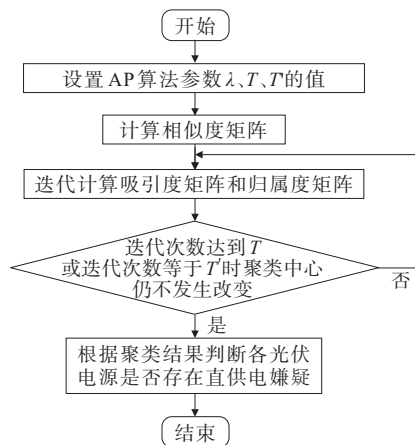 开始
设置AP算法参数λ、T、T′的值
计算相似度矩阵
迭代计算吸引度矩阵和归属度矩阵
迭代次数达到T
或迭代次数等于T′时聚类中心
仍不发生改变
否
是
根据聚类结果判断各光伏
电源是否存在直供电嫌疑
结束